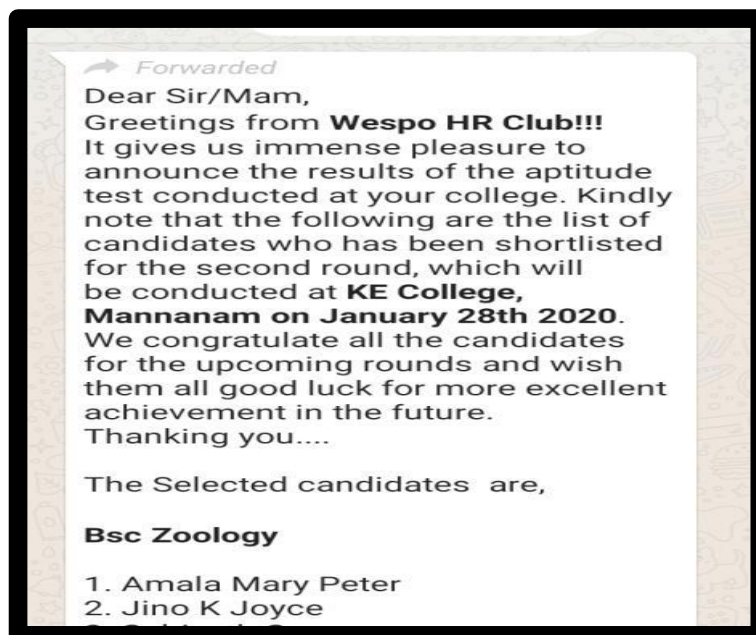 Forwarded
Dear Sir/Mam,
Greetings from Wespo HR Club!!!
It gives us immense pleasure to
announce the results of the aptitude
test conducted at your college. Kindly
note that the following are the list of
candidates who has been shortlisted
for the second round, which will
be conducted at KE College,
Mannanam on January 28th 2020.
We congratulate all the candidates
for the upcoming rounds and wish
them all good luck for more excellent
achievement in the future.
Thanking you....
The Selected candidates are,
Bsc Zoology
1. Amala Mary Peter
2. Jino K Joyce